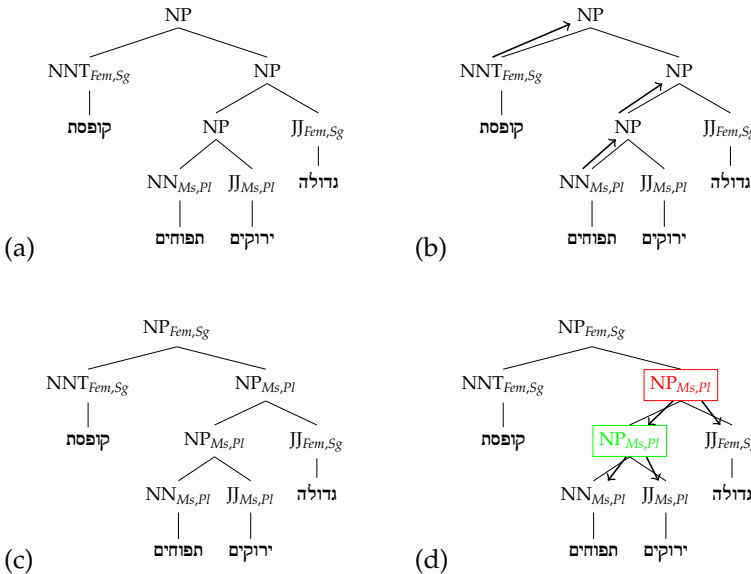 NP
NNT Fem,Sg NP
קופסת NP JJ Fem,Sg
NN Ms,Pl JJ Ms,Pl גדולה
תפוחים ירוקים
(a)
NP
NNT Fem,Sg NP
קופסת NP JJ Fem,Sg
NN Ms,Pl JJ Ms,Pl גדולה
תפוחים ירוקים
(b)
NP Fem,Sg
NNT Fem,Sg NP Ms,Pl
קופסת NP Ms,Pl JJ Fem,Sg
NN Ms,Pl JJ Ms,Pl גדולה
תפוחים ירוקים
(c)
NP Fem,Sg
NNT Fem,Sg NP Ms,Pl
קופסת NP Ms,Pl JJ Fem,Sg
NN Ms,Pl JJ Ms,Pl גדולה
תפוחים ירוקים
(d)